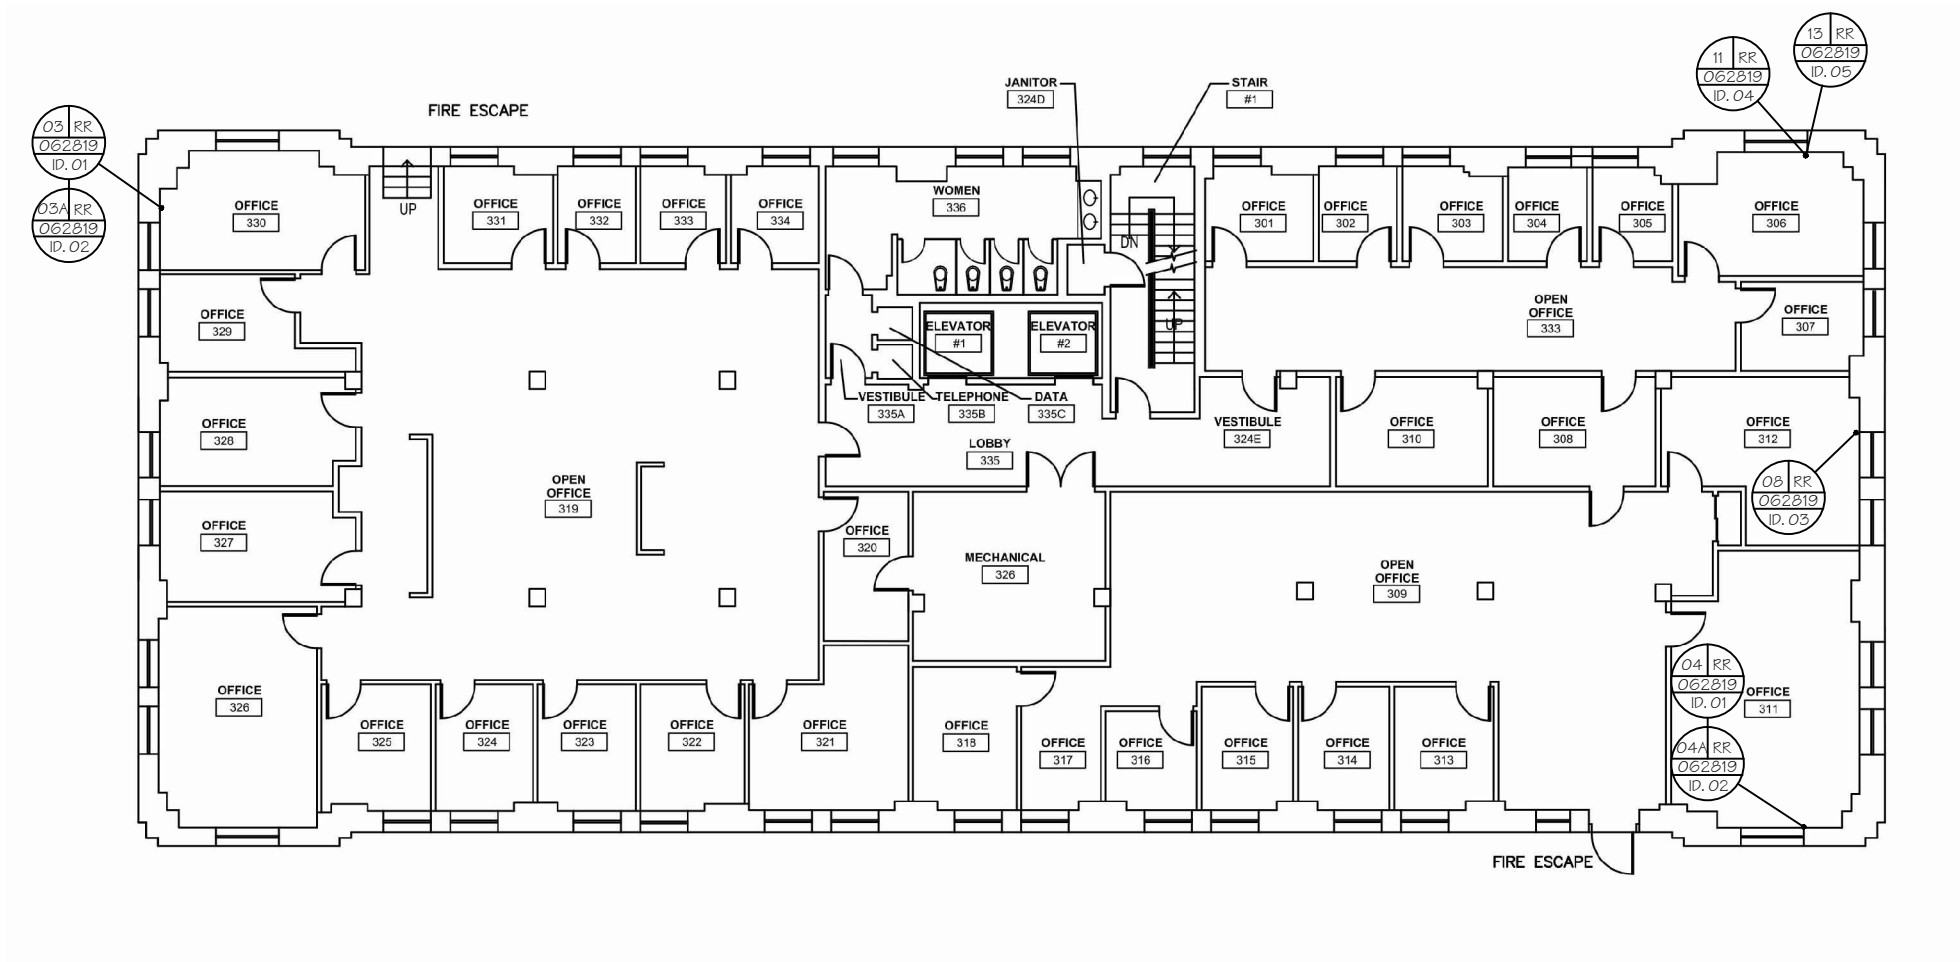 13 RR
062819
ID. 05
11 RR
062819
ID. 04
JANITOR
324D
STAIR
#1
FIRE ESCAPE
03 RR
062819
ID. 01
03A RR
062819
ID. 02
OFFICE
330
UP
OFFICE
331
OFFICE
332
OFFICE
333
OFFICE
334
WOMEN
336
DN
UP
OFFICE
301
OFFICE
302
OFFICE
303
OFFICE
304
OFFICE
305
OFFICE
306
OFFICE
329
ELEVATOR
#1
ELEVATOR
#2
OPEN
OFFICE
333
OFFICE
307
VESTIBULE
335A
TELEPHONE
335B
DATA
335C
OFFICE
328
LOBBY
335
VESTIBULE
324E
OFFICE
310
OFFICE
308
OFFICE
312
08 RR
062819
ID. 03
OPEN
OFFICE
319
OFFICE
327
OFFICE
320
MECHANICAL
326
OPEN
OFFICE
309
04 RR
062819
ID. 01
OFFICE
311
04A RR
062819
ID. 02
OFFICE
326
OFFICE
325
OFFICE
324
OFFICE
323
OFFICE
322
OFFICE
321
OFFICE
318
OFFICE
317
OFFICE
316
OFFICE
315
OFFICE
314
OFFICE
313
FIRE ESCAPE